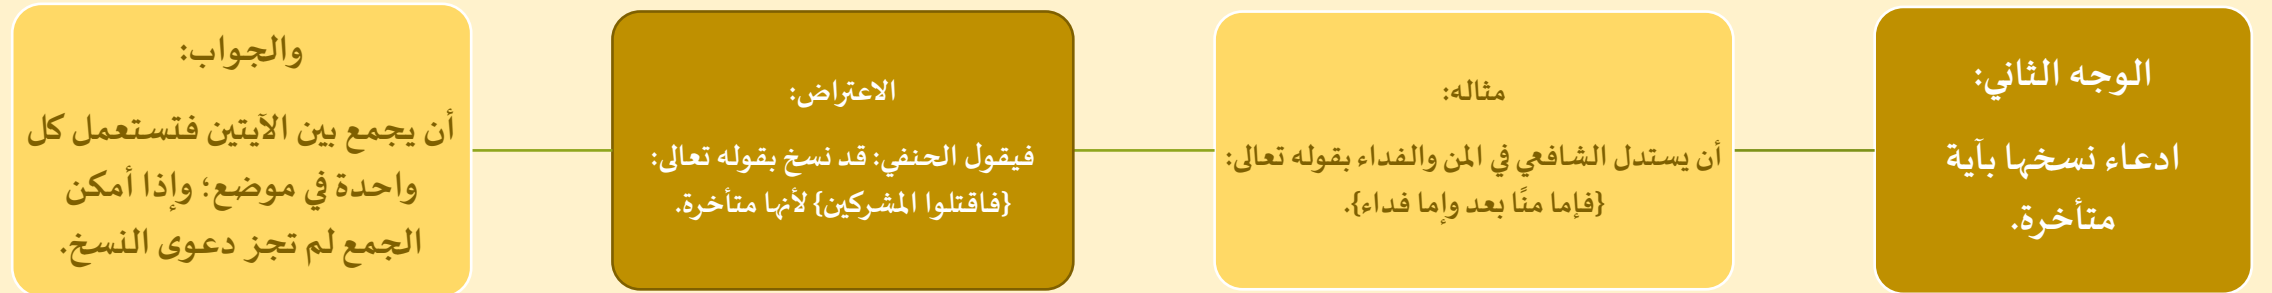 الوجه الثاني:
ادعاء نسخها بآية
متأخرة.
مثاله:
أن يستدل الشافعي في المن والفداء بقوله تعالى:
{فإما منًا بعد وإما فداء}.
الاعتراض:
فيقول الحنفي: قد نسخ بقوله تعالى:
{فاقتلوا المشركين} لأنها متأخرة.
والجواب:
أن يجمع بين الآيتين فتستعمل كل
واحدة في موضع؛ وإذا أمكن
الجمع لم تجز دعوى النسخ.